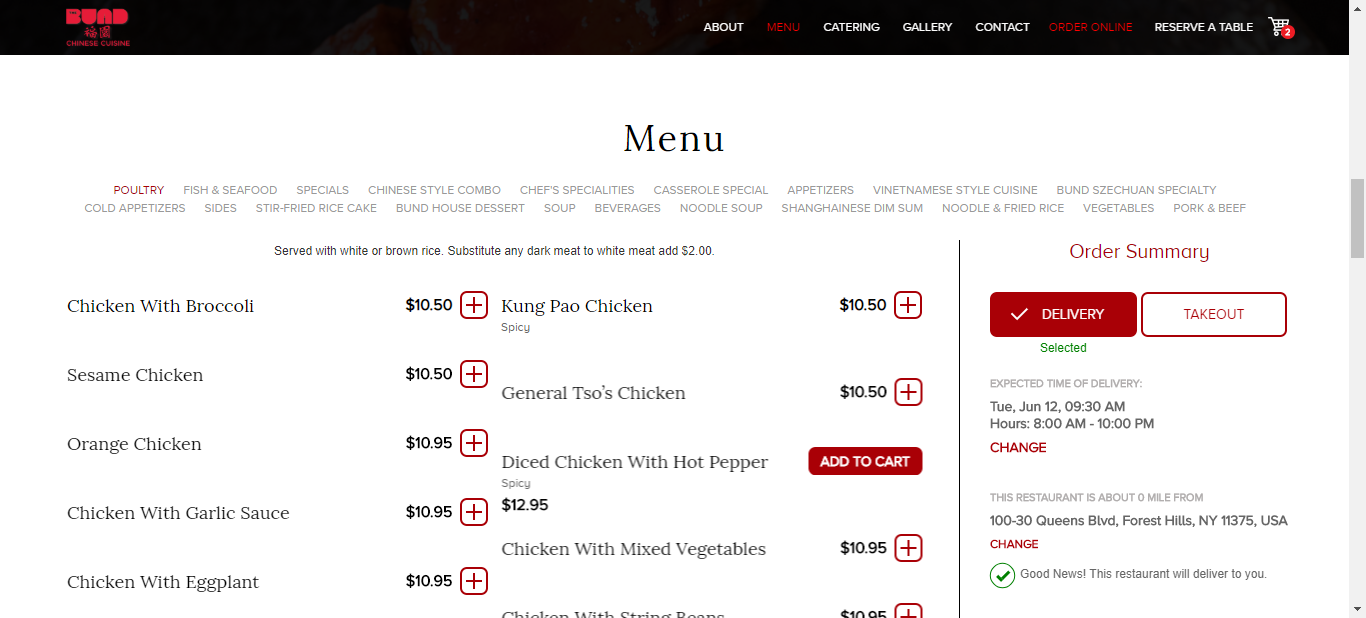 BUND
裕園
CHINESE CUISINE
ABOUT MENU CATERING GALLERY CONTACT ORDER ONLINE RESERVE A TABLE 2
Menu
POULTRY FISH & SEAFOOD SPECIALS CHINESE STYLE COMBO CHEF'S SPECIALITIES CASSEROLE SPECIAL APPETIZERS VINETNAMESE STYLE CUISINE BUND SZECHUAN SPECIALTY
COLD APPETIZERS SIDES STIR-FRIED RICE CAKE BUND HOUSE DESSERT SOUP BEVERAGES NOODLE SOUP SHANGHAINESE DIM SUM NOODLE & FRIED RICE VEGETABLES PORK & BEEF
Served with white or brown rice. Substitute any dark meat to white meat add $2.00.
Chicken With Broccoli $10.50
Sesame Chicken $10.50
Orange Chicken $10.95
Chicken With Garlic Sauce $10.95
Chicken With Eggplant $10.95
Kung Pao Chicken $10.50
Spicy
General Tso's Chicken $10.50
Diced Chicken With Hot Pepper ADD TO CART
Spicy
$12.95
Chicken With Mixed Vegetables $10.95
Chicken With String Beans $10.95
Order Summary
DELIVERY TAKEOUT
Selected
EXPECTED TIME OF DELIVERY:
Tue, Jun 12, 09:30 AM
Hours: 8:00 AM - 10:00 PM
CHANGE
THIS RESTAURANT IS ABOUT 0 MILE FROM
100-30 Queens Blvd, Forest Hills, NY 11375, USA
CHANGE
Good News! This restaurant will deliver to you.